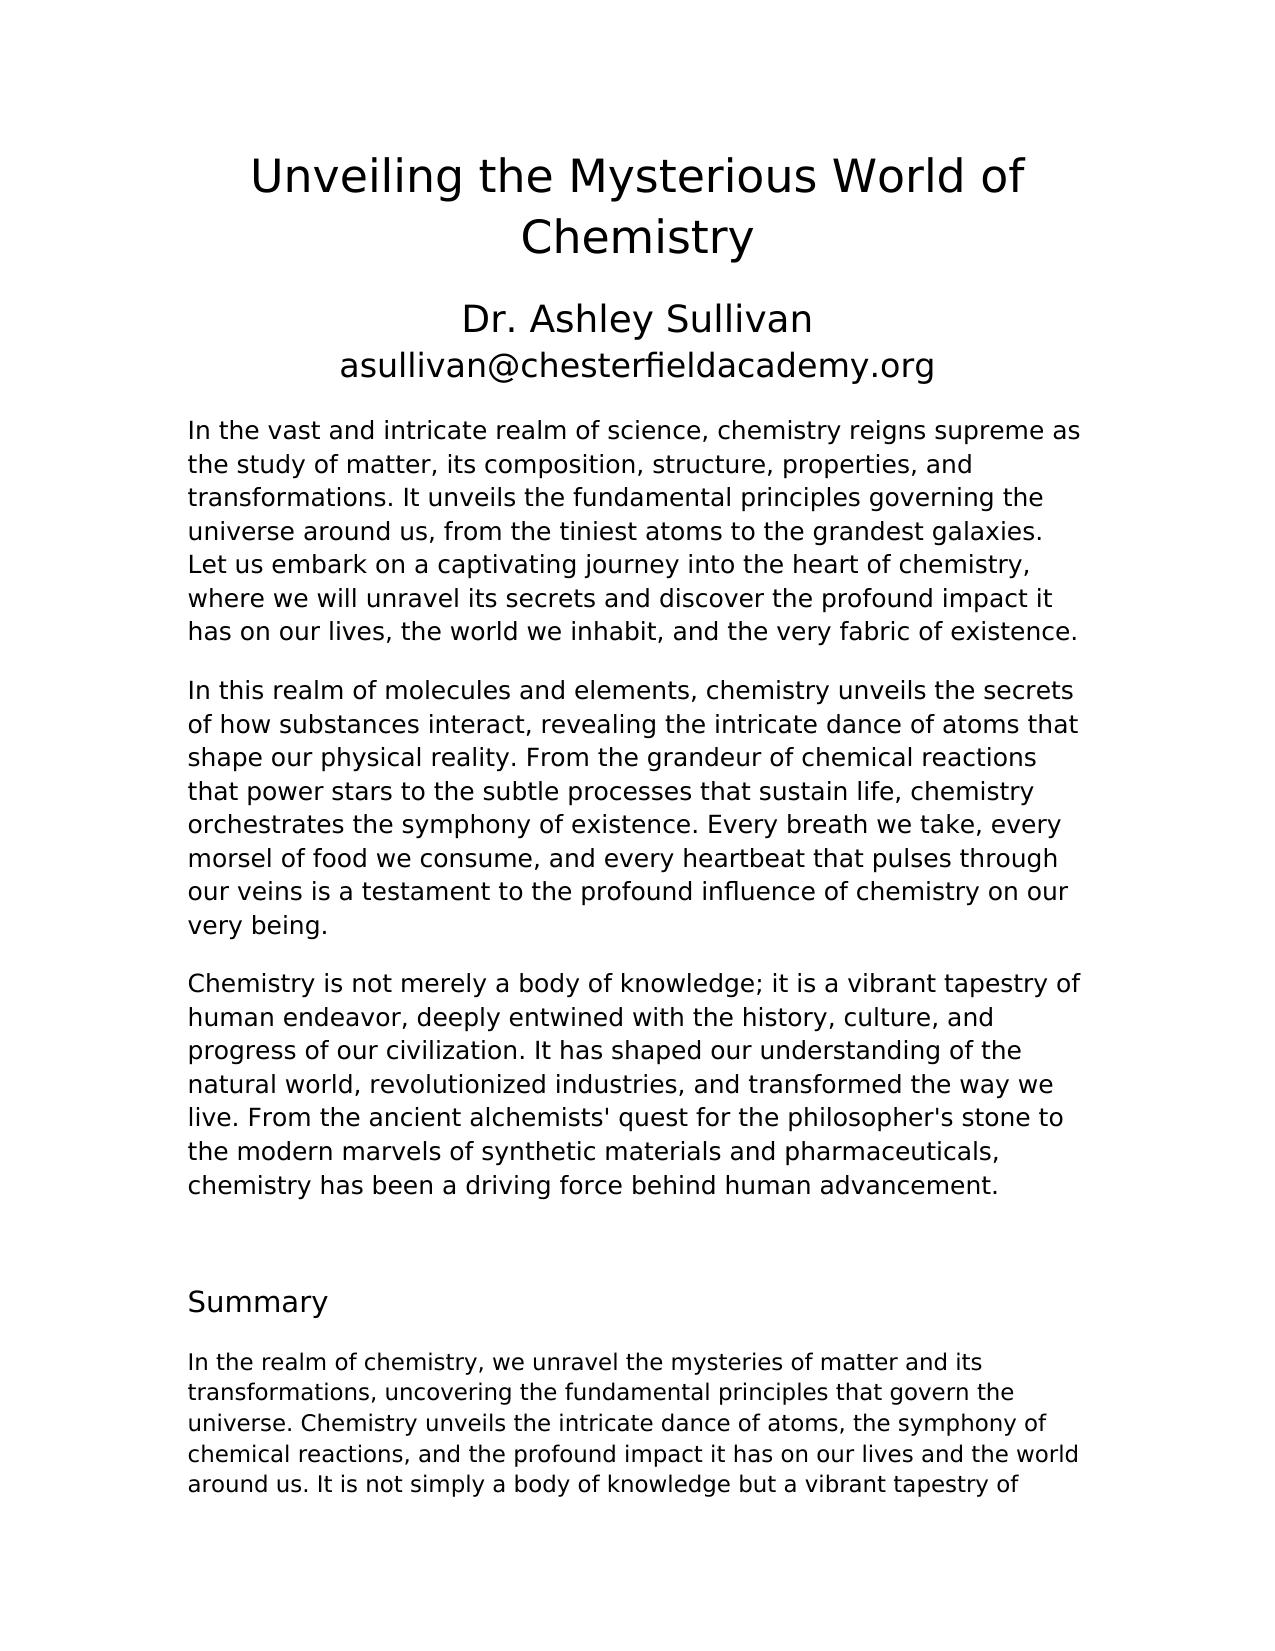 Unveiling the Mysterious World of
Chemistry
Dr. Ashley Sullivan
asullivan@chesterfieldacademy.org
In the vast and intricate realm of science, chemistry reigns supreme as
the study of matter, its composition, structure, properties, and
transformations. It unveils the fundamental principles governing the
universe around us, from the tiniest atoms to the grandest galaxies.
Let us embark on a captivating journey into the heart of chemistry,
where we will unravel its secrets and discover the profound impact it
has on our lives, the world we inhabit, and the very fabric of existence.
In this realm of molecules and elements, chemistry unveils the secrets
of how substances interact, revealing the intricate dance of atoms that
shape our physical reality. From the grandeur of chemical reactions
that power stars to the subtle processes that sustain life, chemistry
orchestrates the symphony of existence. Every breath we take, every
morsel of food we consume, and every heartbeat that pulses through
our veins is a testament to the profound influence of chemistry on our
very being.
Chemistry is not merely a body of knowledge; it is a vibrant tapestry of
human endeavor, deeply entwined with the history, culture, and
progress of our civilization. It has shaped our understanding of the
natural world, revolutionized industries, and transformed the way we
live. From the ancient alchemists' quest for the philosopher's stone to
the modern marvels of synthetic materials and pharmaceuticals,
chemistry has been a driving force behind human advancement.
Summary
In the realm of chemistry, we unravel the mysteries of matter and its
transformations, uncovering the fundamental principles that govern the
universe. Chemistry unveils the intricate dance of atoms, the symphony of
chemical reactions, and the profound impact it has on our lives and the world
around us. It is not simply a body of knowledge but a vibrant tapestry of